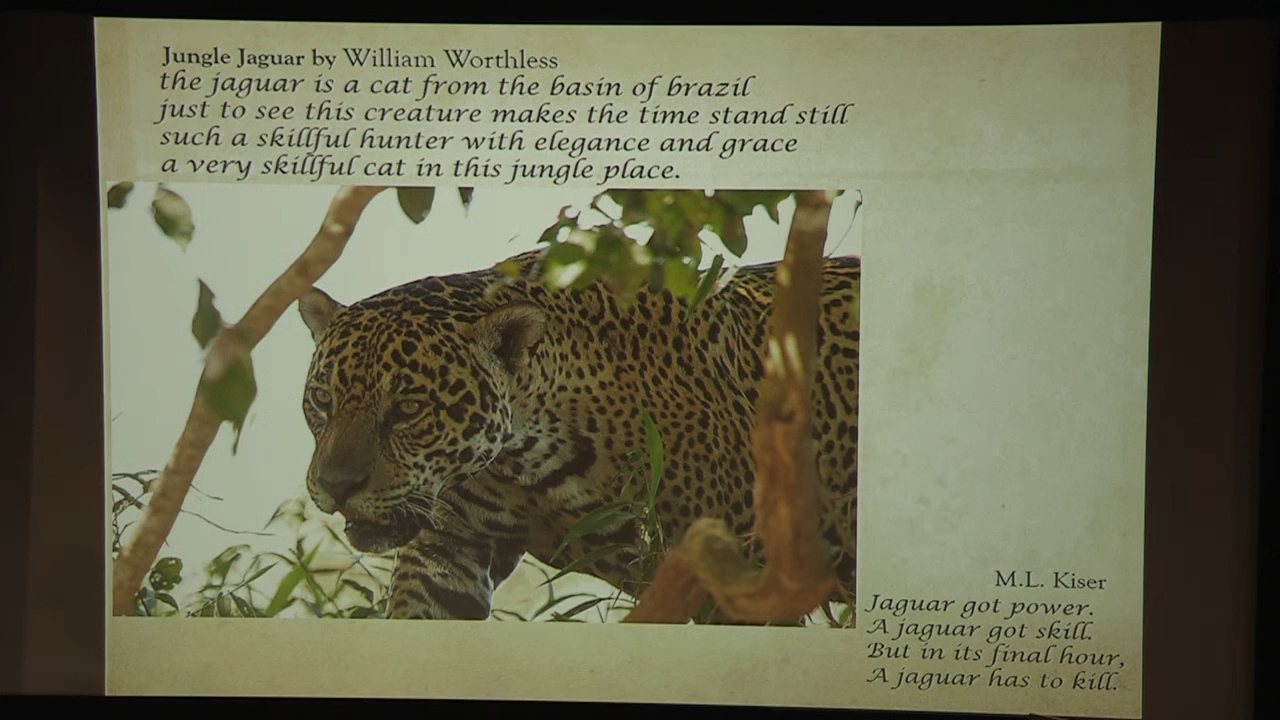 Jungle Jaguar by William Worthless
the jaguar is a cat from the basin of brazil
just to see this creature makes the time stand still
such a skillful hunter with elegance and grace
a very skillful cat in this jungle place.
M.L. Kiser
Jaguar got power.
A jaguar got skill.
But in its final hour,
A jaguar has to kill.